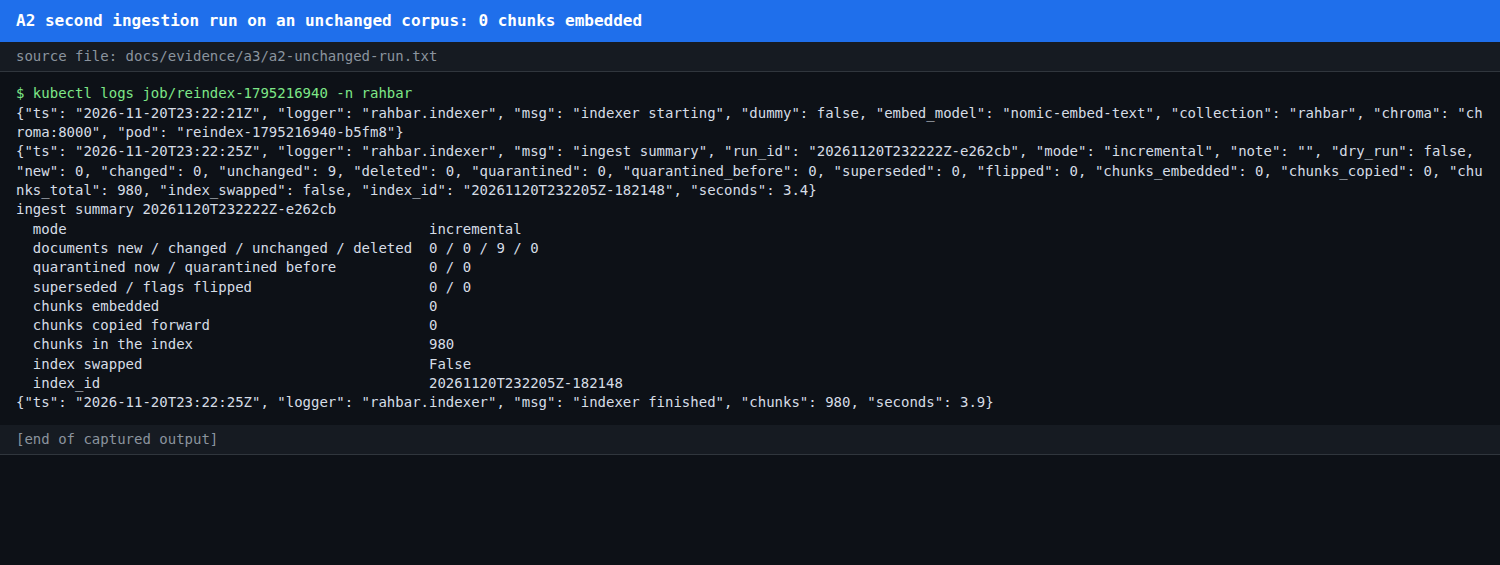 A2 second ingestion run on an unchanged corpus: 0 chunks embedded
source file: docs/evidence/a3/a2-unchanged-run.txt
$ kubectl logs job/reindex-1795216940 -n rahbar
{"ts": "2026-11-20T23:22:21Z", "logger": "rahbar.indexer", "msg": "indexer starting", "dummy": false, "embed_model": "nomic-embed-text", "collection": "rahbar", "chroma": "ch
roma:8000", "pod": "reindex-1795216940-b5fm8"}
{"ts": "2026-11-20T23:22:25Z", "logger": "rahbar.indexer", "msg": "ingest summary", "run_id": "20261120T232222Z-e262cb", "mode": "incremental", "note": "", "dry_run": false,
"new": 0, "changed": 0, "unchanged": 9, "deleted": 0, "quarantined": 0, "quarantined_before": 0, "superseded": 0, "flipped": 0, "chunks_embedded": 0, "chunks_copied": 0, "chu
nks_total": 980, "index_swapped": false, "index_id": "20261120T232205Z-182148", "seconds": 3.4}
ingest summary 20261120T232222Z-e262cb
mode incremental
documents new / changed / unchanged / deleted 0 / 0 / 9 / 0
quarantined now / quarantined before 0 / 0
superseded / flags flipped 0 / 0
chunks embedded 0
chunks copied forward 0
chunks in the index 980
index swapped False
index_id 20261120T232205Z-182148
{"ts": "2026-11-20T23:22:25Z", "logger": "rahbar.indexer", "msg": "indexer finished", "chunks": 980, "seconds": 3.9}
[end of captured output]